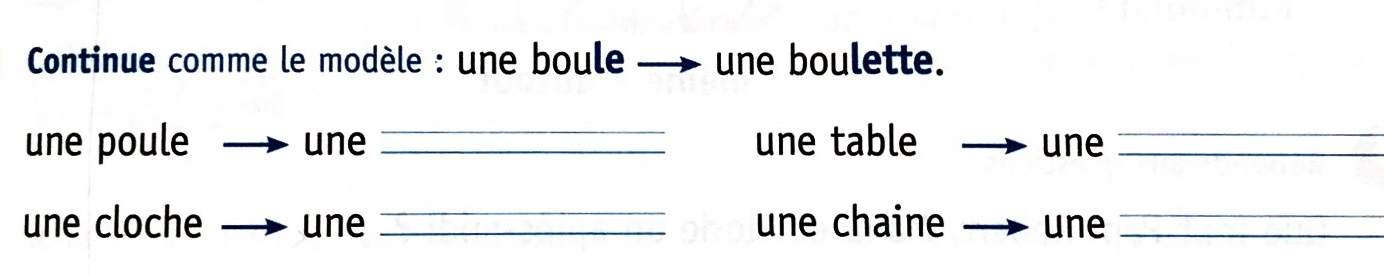 Continue comme le modèle : une boule → une boulette.
une poule → une une table → une
une cloche → une une chaine → une